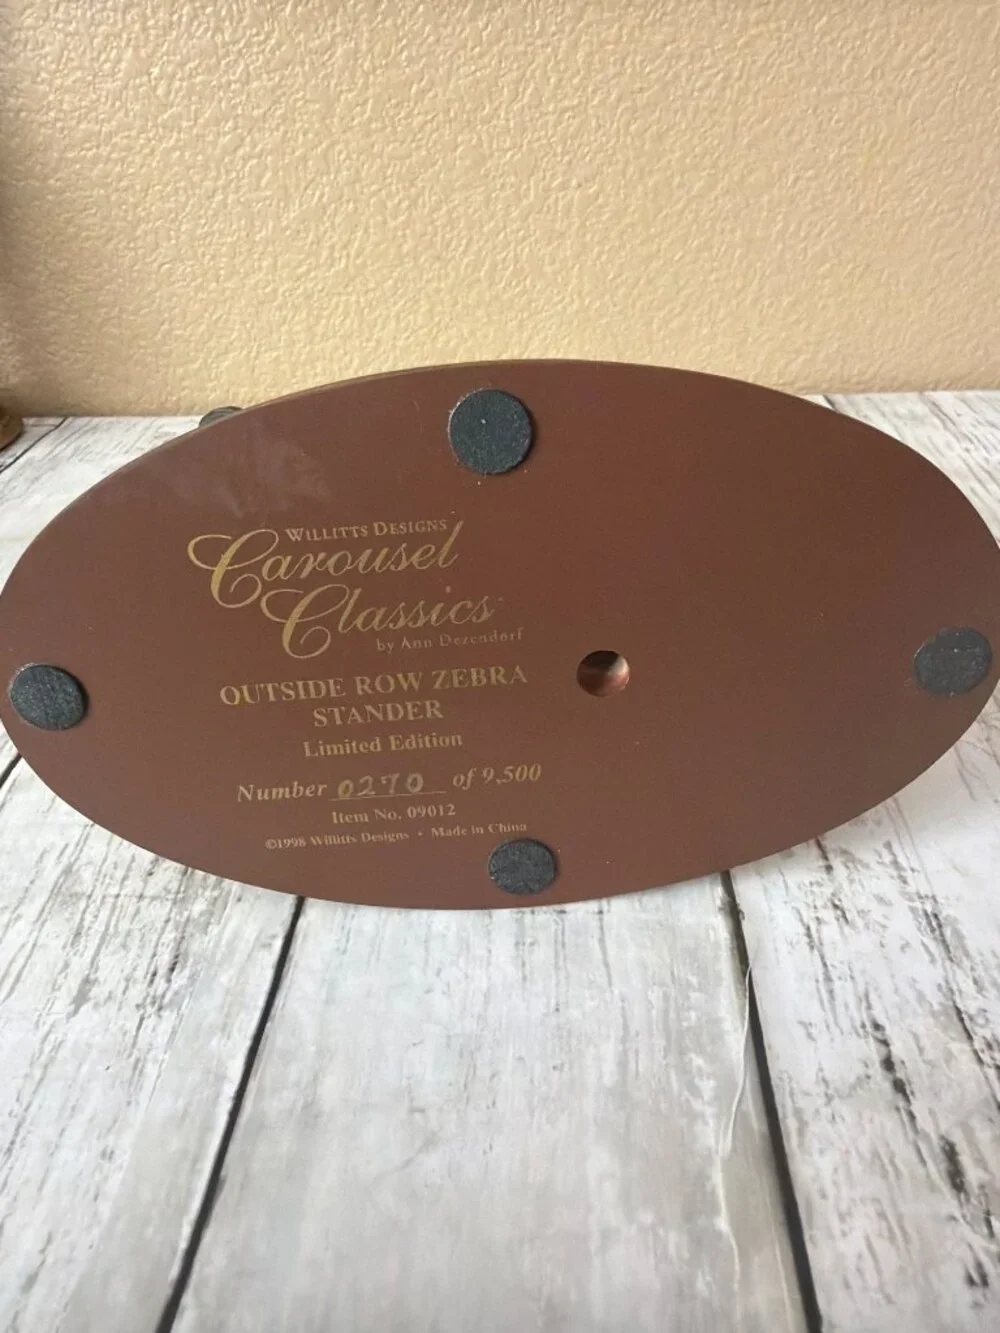 WILLITTS DESIGNS
Carousel
Classics
by Ann Dezendorf
OUTSIDE ROW ZEBRA
STANDER
Limited Edition
Number 0270 of 9,500
Item No. 09012
©1998 Willitts Designs • Made in China